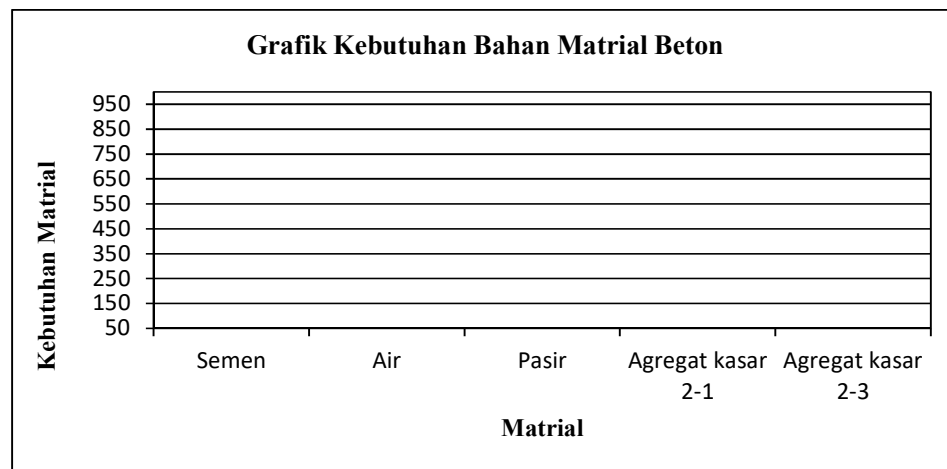 Grafik Kebutuhan Bahan Matrial Beton
Kebutuhan Matrial
950
850
750
650
550
450
350
250
150
50
Semen
Air
Pasir
Agregat kasar
2-1
Agregat kasar
2-3
Matrial